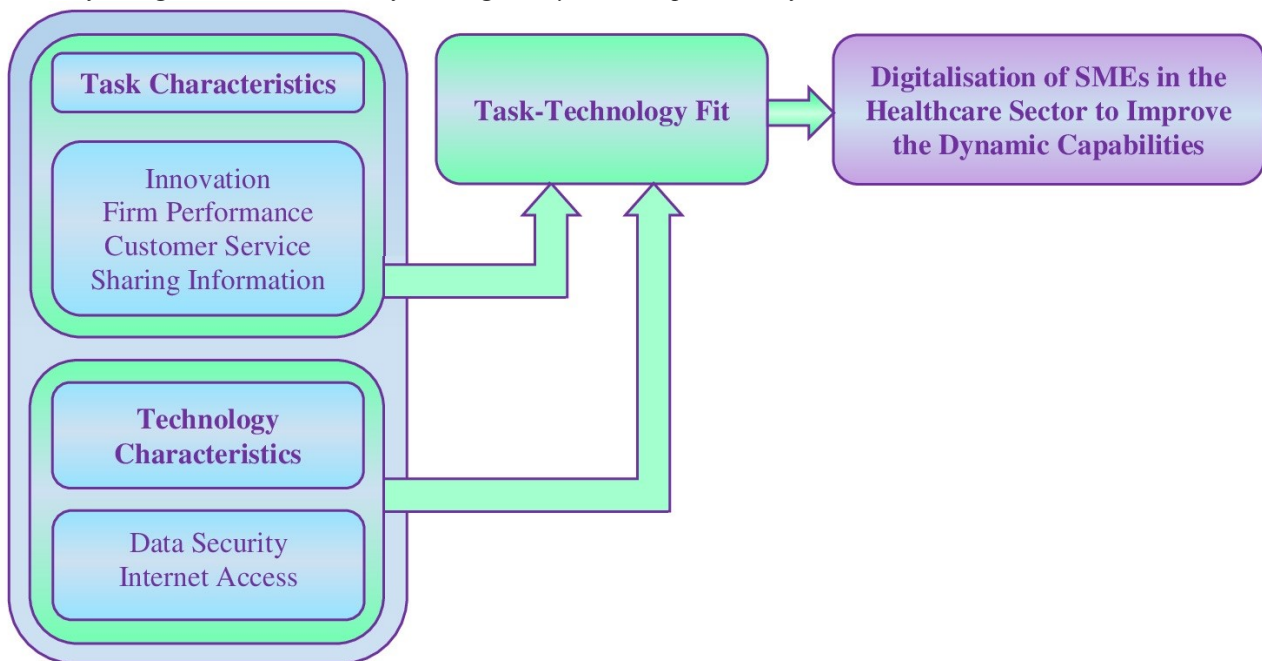 Task Characteristics
Innovation
Firm Performance
Customer Service
Sharing Information
Technology
Characteristics
Data Security
Internet Access
Task-Technology Fit
Digitalisation of SMEs in the
Healthcare Sector to Improve
the Dynamic Capabilities